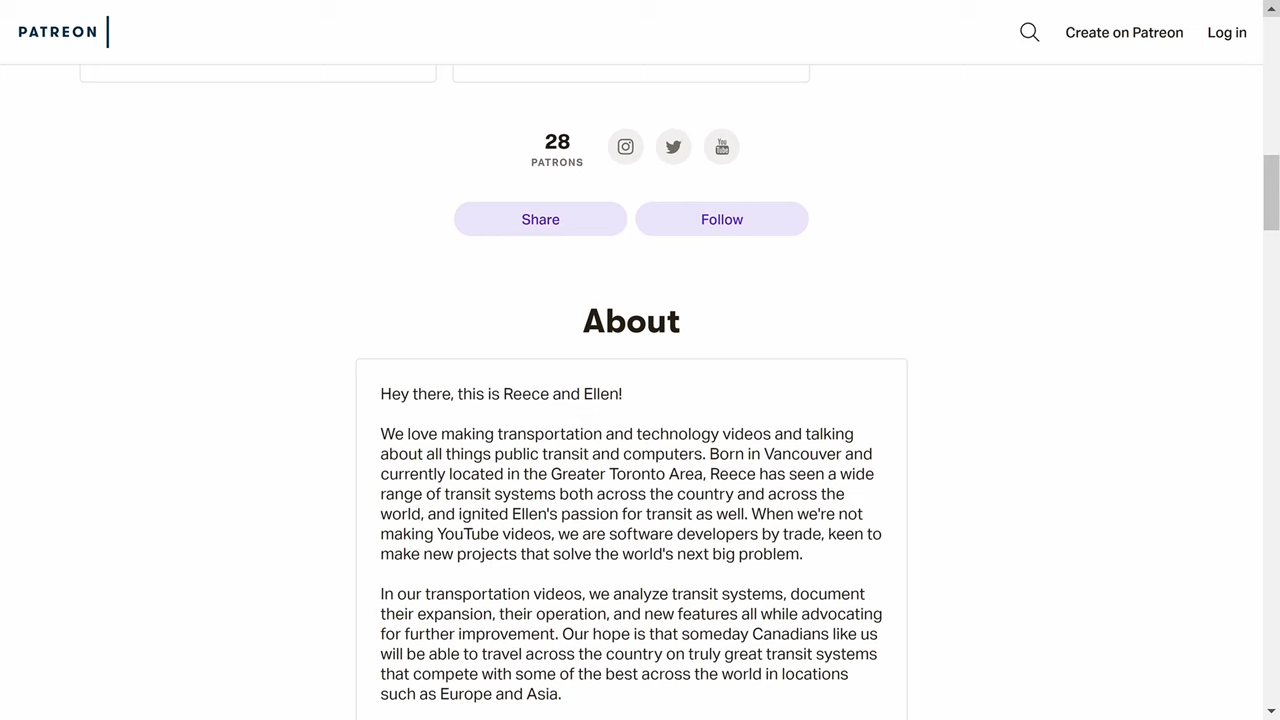 PATREON
Create on Patreon
Log in
28
PATRONS
You
Tube
Share
Follow
About
Hey there, this is Reece and Ellen!
We love making transportation and technology videos and talking
about all things public transit and computers. Born in Vancouver and
currently located in the Greater Toronto Area, Reece has seen a wide
range of transit systems both across the country and across the
world, and ignited Ellen's passion for transit as well. When we're not
making YouTube videos, we are software developers by trade, keen to
make new projects that solve the world's next big problem.
In our transportation videos, we analyze transit systems, document
their expansion, their operation, and new features all while advocating
for further improvement. Our hope is that someday Canadians like us
will be able to travel across the country on truly great transit systems
that compete with some of the best across the world in locations
such as Europe and Asia.